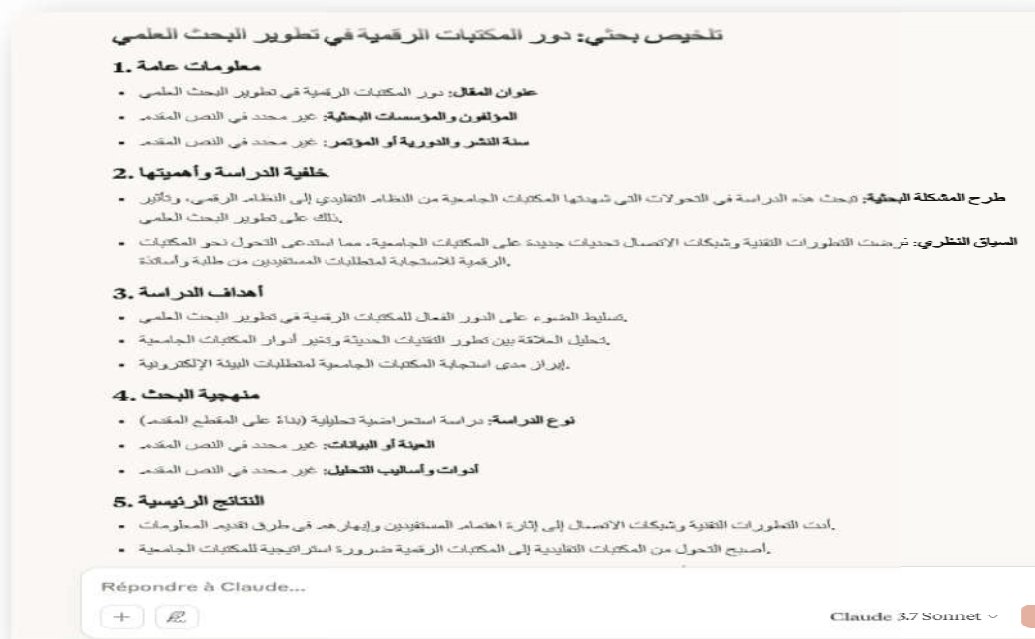 تلخيص بحثي: دور المكتبات الرقمية في تطوير البحث العلمي
1. معلومات عامة
• عنوان المقال: دور المكتبات الرقمية في تطوير البحث العلمي
• المؤلفون والمؤسسات البحثية: غير محدد في النص المقدم
• سنة النشر والدورية أو المؤتمر: غير محدد في النص المقدم
2. خلفية الدراسة وأهميتها
• طرح المشكلة البحثية: تبحث هذه الدراسة في التحولات التي شهدتها المكتبات الجامعية من النظام التقليدي إلى النظام الرقمي، وتأثير
ذلك على تطوير البحث العلمي.
• السياق النظري: فرضت التطورات التقنية وشبكات الاتصال تحديات جديدة على المكتبات الجامعية، مما استدعى التحول نحو المكتبات
الرقمية للاستجابة لمتطلبات المستفيدين من طلبة وأساتذة.
3. أهداف الدراسة
• تسليط الضوء على الدور الفعال للمكتبات الرقمية في تطوير البحث العلمي.
• تحليل العلاقة بين تطور التقنيات الحديثة وتغير أدوار المكتبات الجامعية.
• إبراز مدى استجابة المكتبات الجامعية لمتطلبات البيئة الإلكترونية.
4. منهجية البحث
• نوع الدراسة: دراسة استعراضية تحليلية (بناءً على المقطع المقدم)
• العينة أو البيانات: غير محدد في النص المقدم
• أدوات وأساليب التحليل: غير محدد في النص المقدم
5. النتائج الرئيسية
• أدت التطورات التقنية وشبكات الاتصال إلى إثارة اهتمام المستفيدين وإبهارهم في طرق تقديم المعلومات.
• أصبح التحول من المكتبات التقليدية إلى المكتبات الرقمية ضرورة استراتيجية للمكتبات الجامعية.
Répondre à Claude...
Claude 3.7 Sonnet